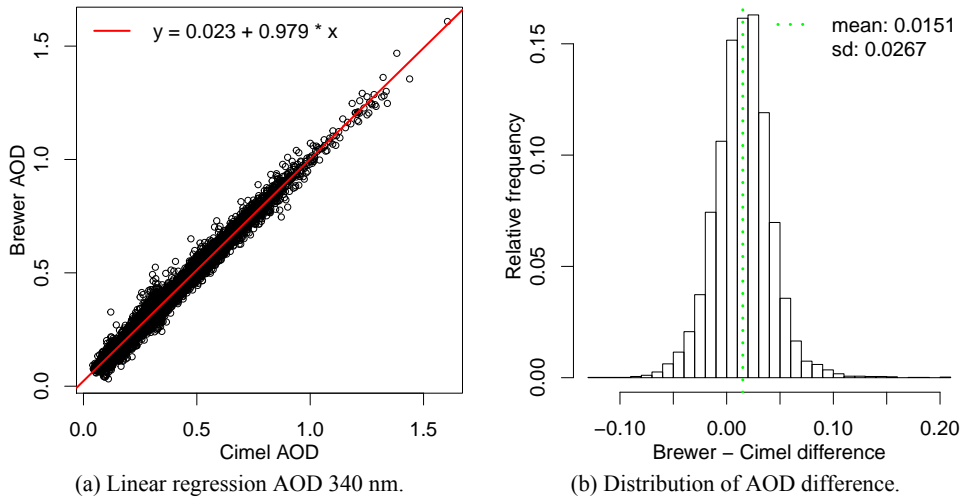 y = 0.023 + 0.979 * x
Brewer AOD
0.0
0.5
1.0
1.5
0.0
0.5
1.0
1.5
Cimel AOD
(a) Linear regression AOD 340 nm.
mean: 0.0151
sd: 0.0267
Relative frequency
0.00
0.05
0.10
0.15
−0.10
0.00
0.10
0.20
Brewer − Cimel difference
(b) Distribution of AOD difference.